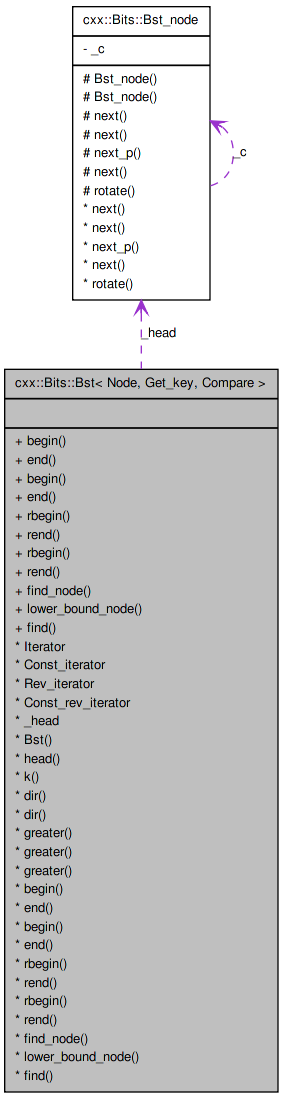 cxx::Bits::Bst_node
- _c
# Bst_node()
# Bst_node()
# next()
# next()
# next_p()
# next()
# rotate()
* next()
* next()
* next_p()
* next()
* rotate()
_c
_head
cxx::Bits::Bst< Node, Get_key, Compare >
+ begin()
+ end()
+ begin()
+ end()
+ rbegin()
+ rend()
+ rbegin()
+ rend()
+ find_node()
+ lower_bound_node()
+ find()
* Iterator
* Const_iterator
* Rev_iterator
* Const_rev_iterator
* _head
* Bst()
* head()
* k()
* dir()
* dir()
* greater()
* greater()
* greater()
* begin()
* end()
* begin()
* end()
* rbegin()
* rend()
* rbegin()
* rend()
* find_node()
* lower_bound_node()
* find()